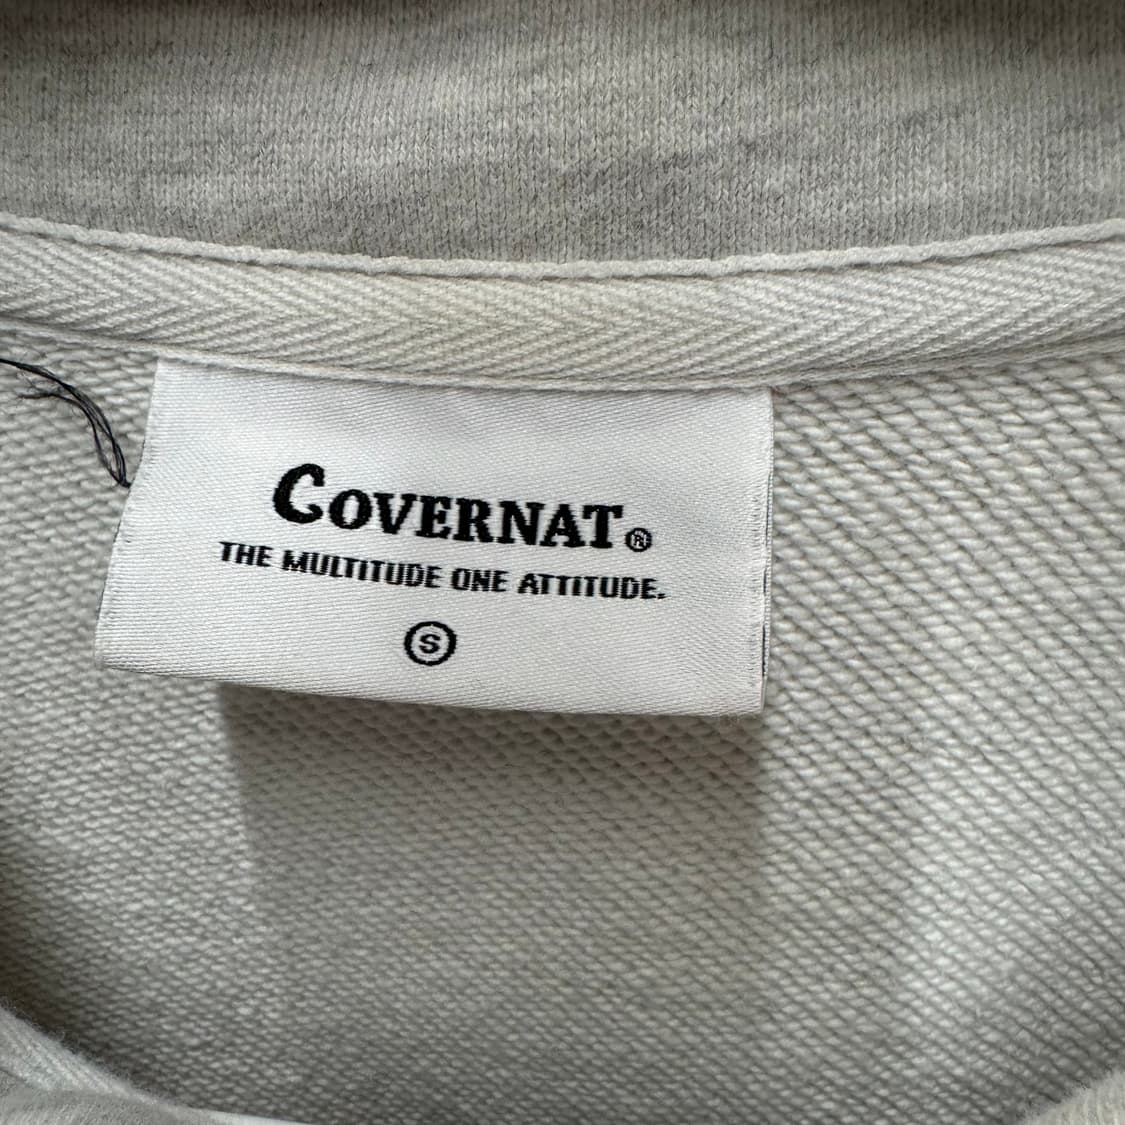 COVERNAT®
THE MULTITUDE ONE ATTITUDE.
S